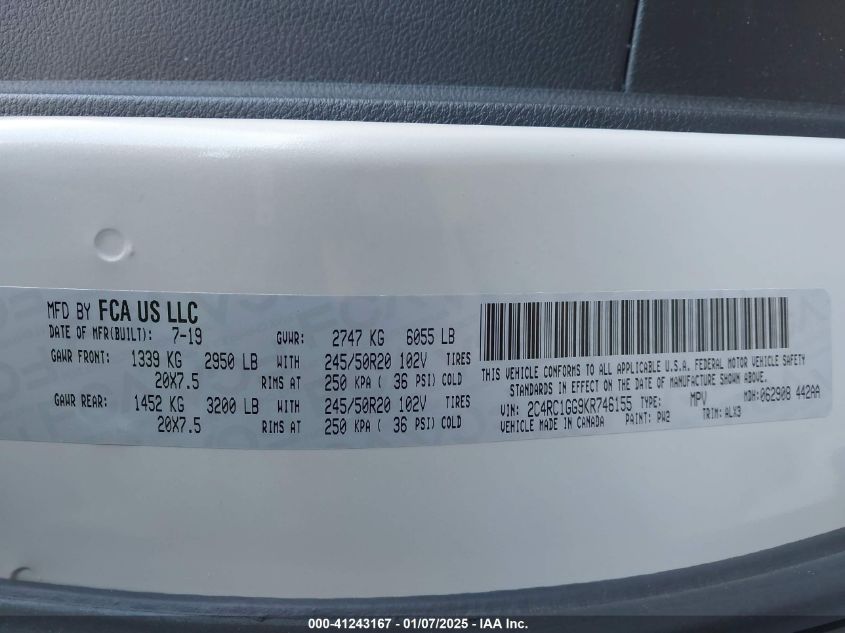 MFD BY FCA US LLC
DATE OF MFR(BUILT): 7-19 GVWR: 2747 KG 6055 LB
GAWR FRONT: 1339 KG 2950 LB WITH 245/50R20 102V TIRES
20X7.5 RIMS AT 250 KPA ( 36 PSI) COLD
GAWR REAR: 1452 KG 3200 LB WITH 245/50R20 102V TIRES
20X7.5 RIMS AT 250 KPA ( 36 PSI) COLD
THIS VEHICLE CONFORMS TO ALL APPLICABLE U.S.A. FEDERAL MOTOR VEHICLE SAFETY
STANDARDS IN EFFECT ON THE DATE OF MANUFACTURE SHOWN ABOVE.
VIN: 2C4RC1GG9KR746155 TYPE: MPV MDH:062908 442AA
VEHICLE MADE IN CANADA PAINT: PW2 TRIM: ALX3
000-41243167 - 01/07/2025 - IAA Inc.